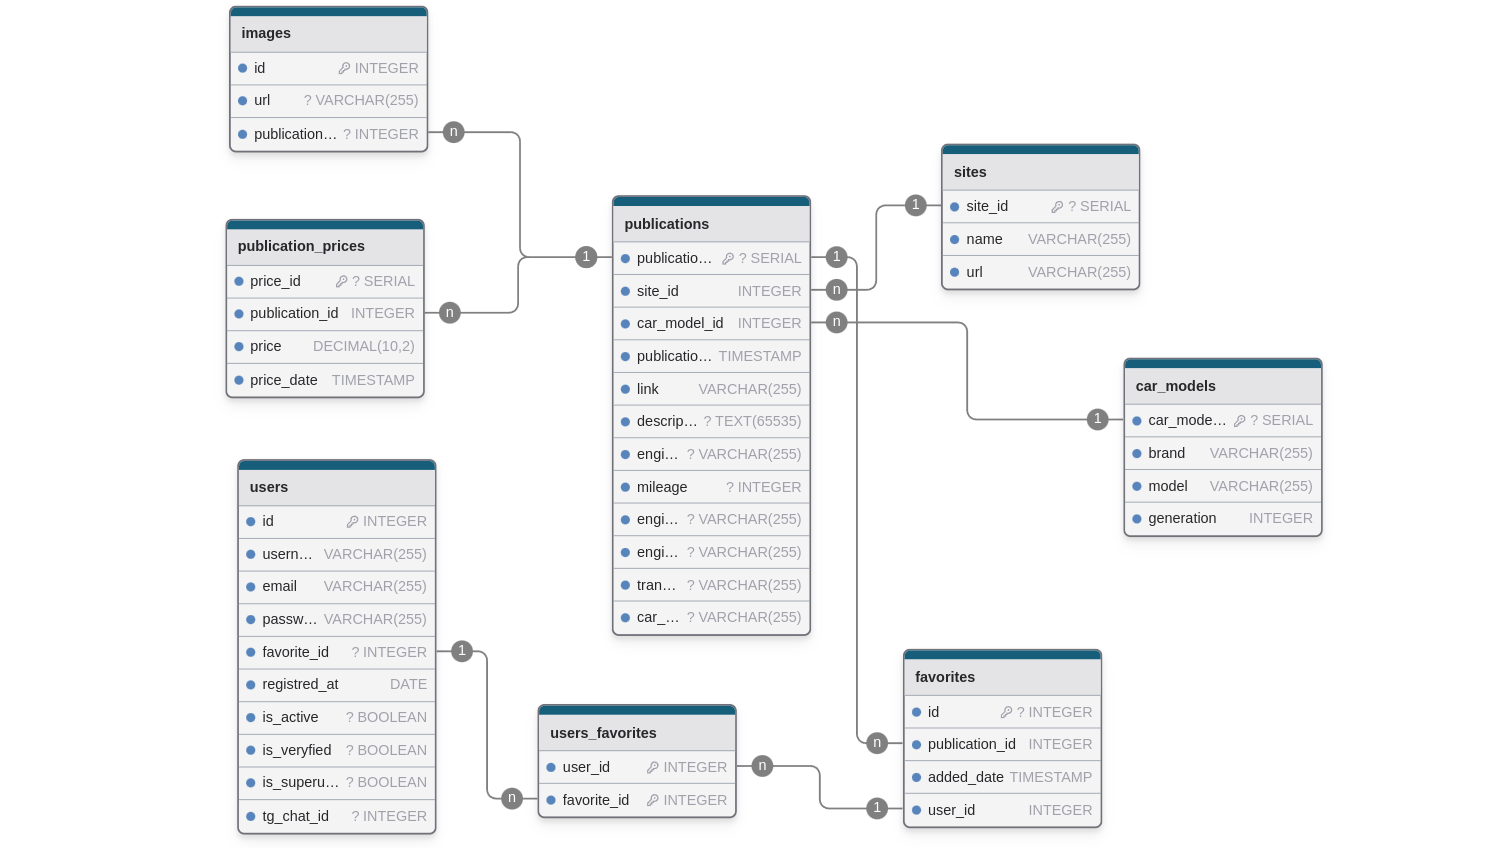 images
id ? INTEGER
url ? VARCHAR(255)
publication… ? INTEGER
n
publication_prices
price_id ? SERIAL
publication_id INTEGER
price DECIMAL(10,2)
price_date TIMESTAMP
n
1
publications
publicatio… ? SERIAL
site_id INTEGER
car_model_id INTEGER
publicatio… TIMESTAMP
link VARCHAR(255)
descrip… ? TEXT(65535)
engi… ? VARCHAR(255)
mileage ? INTEGER
engi… ? VARCHAR(255)
engi… ? VARCHAR(255)
tran… ? VARCHAR(255)
car_… ? VARCHAR(255)
1
n
n
1
sites
site_id ? SERIAL
name VARCHAR(255)
url VARCHAR(255)
1
car_models
car_mode… ? SERIAL
brand VARCHAR(255)
model VARCHAR(255)
generation INTEGER
users
id INTEGER
usern… VARCHAR(255)
email VARCHAR(255)
passw… VARCHAR(255)
favorite_id ? INTEGER
registred_at DATE
is_active ? BOOLEAN
is_veryfied ? BOOLEAN
is_superu… ? BOOLEAN
tg_chat_id ? INTEGER
1
n
users_favorites
user_id INTEGER
favorite_id INTEGER
n
n
1
favorites
id ? INTEGER
publication_id INTEGER
added_date TIMESTAMP
user_id INTEGER